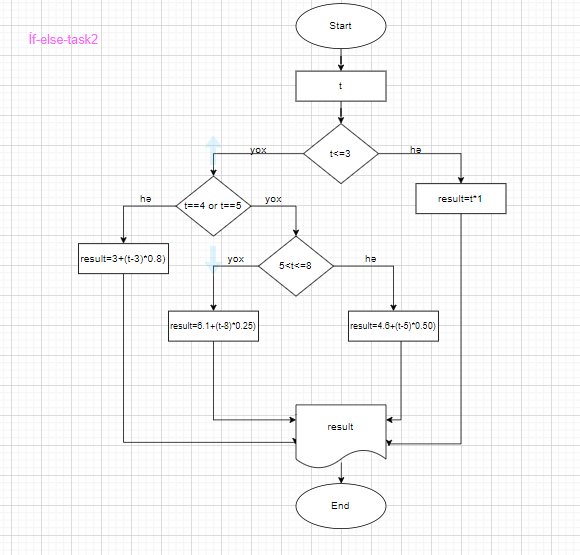 İf-else-task2
Start
t
t<=3
yox
hə
result=t*1
t==4 or t==5
hə
yox
result=3+(t-3)*0.8)
5<t<=8
yox
hə
result=6.1+(t-8)*0.25)
result=4.6+(t-5)*0.50)
result
End